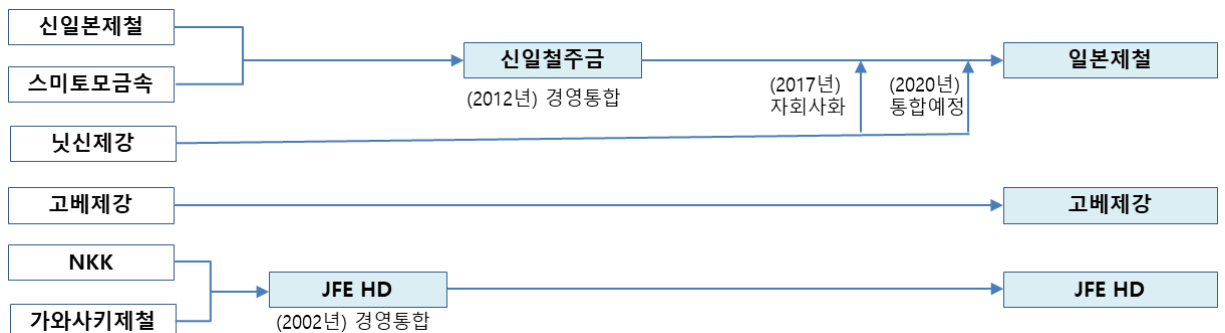 신일본제철
스미토모금속
신일철주금
(2012년) 경영통합
(2017년)
자회사화
(2020년)
통합예정
일본제철
닛신제강
고베제강
고베제강
NKK
가와사키제철
JFE HD
(2002년) 경영통합
JFE HD